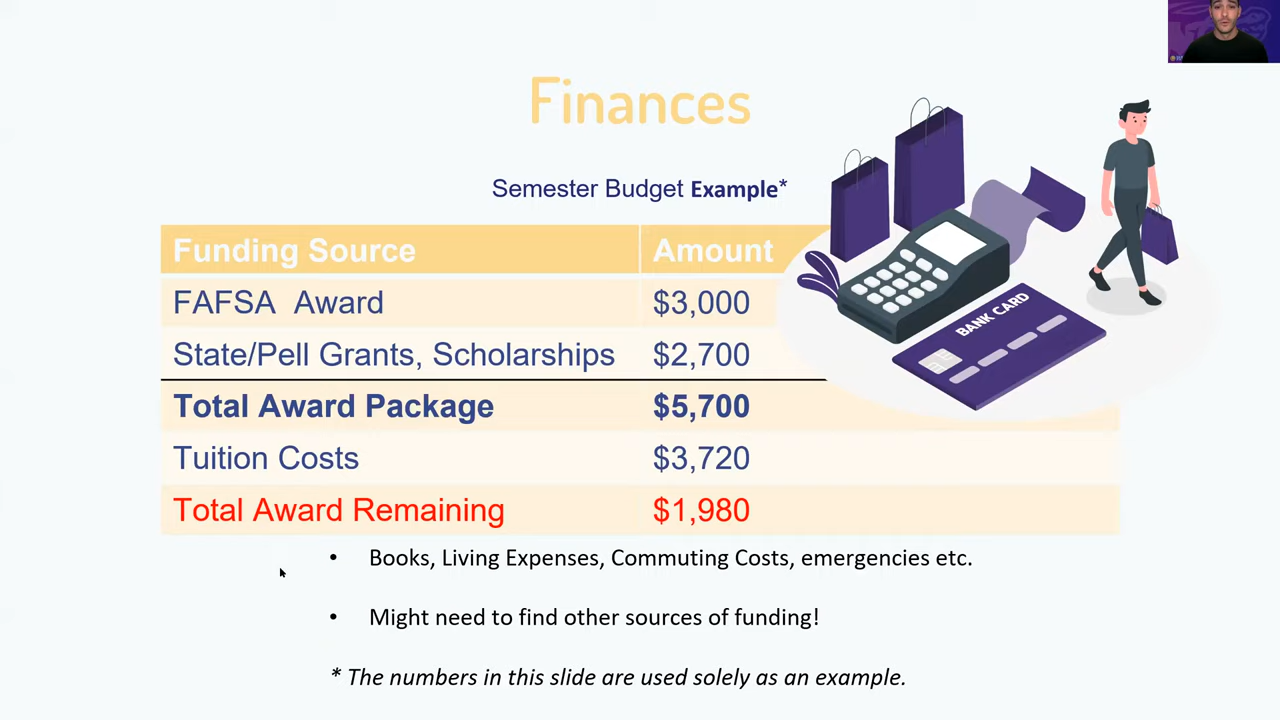 Finances
Semester Budget Example*
Funding Source Amount
FAFSA Award $3,000
State/Pell Grants, Scholarships $2,700
Total Award Package $5,700
Tuition Costs $3,720
Total Award Remaining $1,980
BANK CARD
• Books, Living Expenses, Commuting Costs, emergencies etc.
• Might need to find other sources of funding!
* The numbers in this slide are used solely as an example.